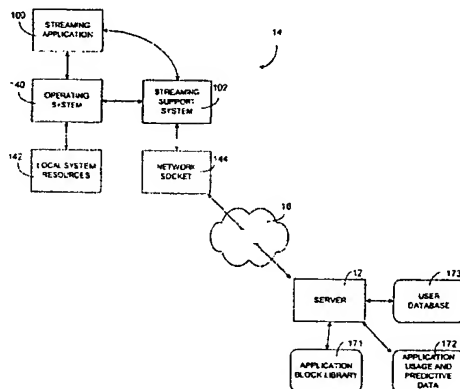 100
STREAMING
APPLICATION
14
140
OPERATING
SYSTEM
STREAMING
SUPPORT
SYSTEM
102
142
LOCAL SYSTEM
RESOURCES
NETWORK
SOCKET
144
16
12
SERVER
173
USER
DATABASE
171
APPLICATION
BLOCK LIBRARY
172
APPLICATION
USAGE AND
PREDICTIVE
DATA